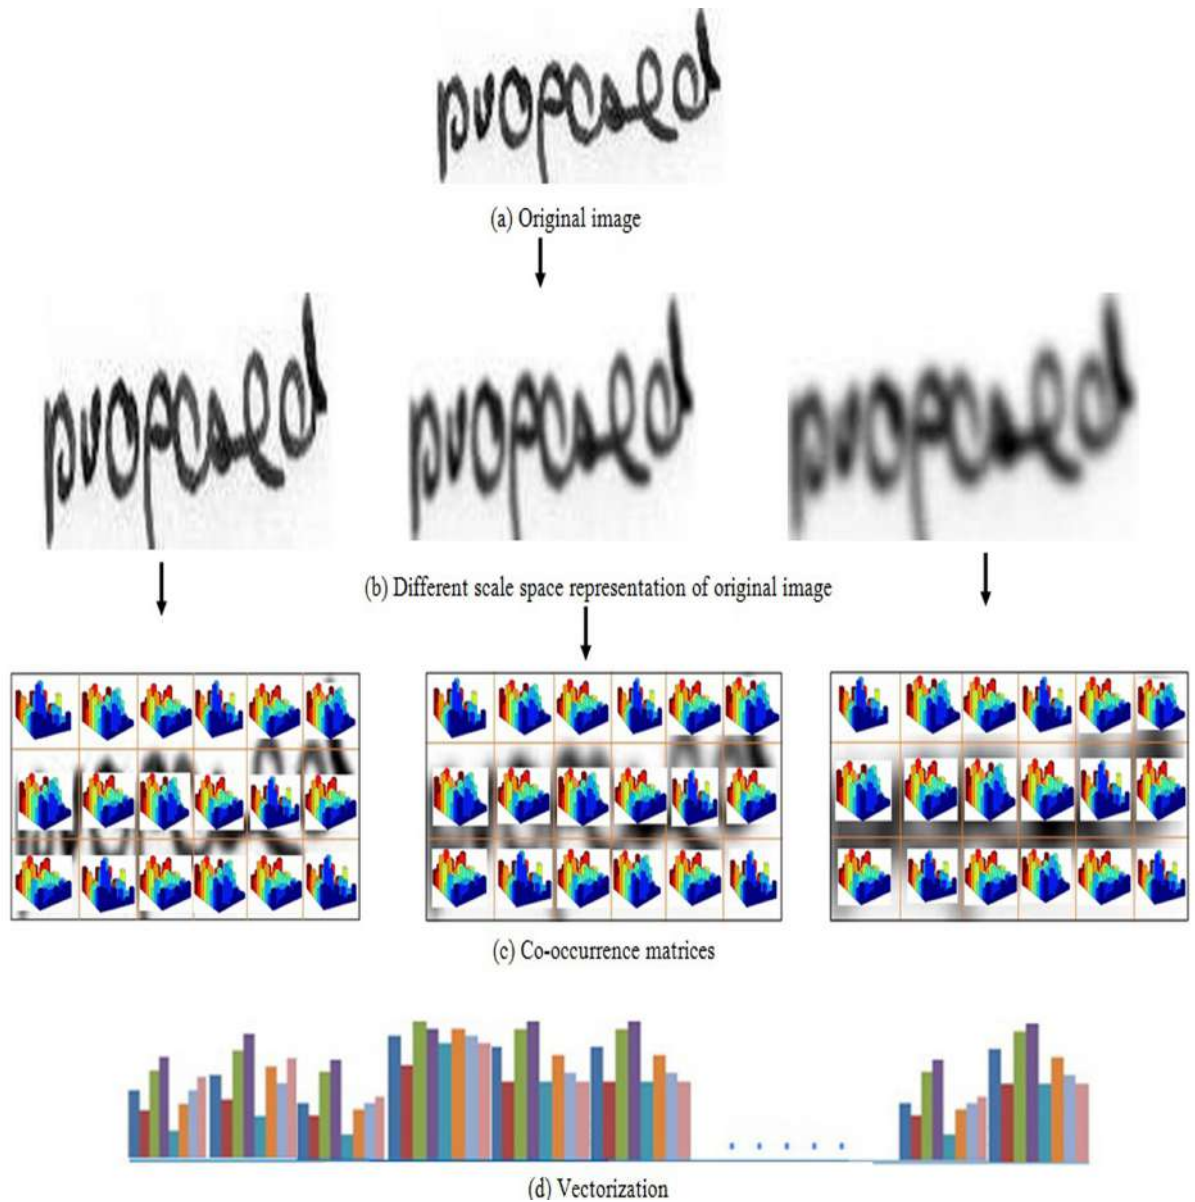 proposed
(a) Original image
proposed
proposed
proposed
(b) Different scale space representation of original image
(c) Co-occurrence matrices
(d) Vectorization